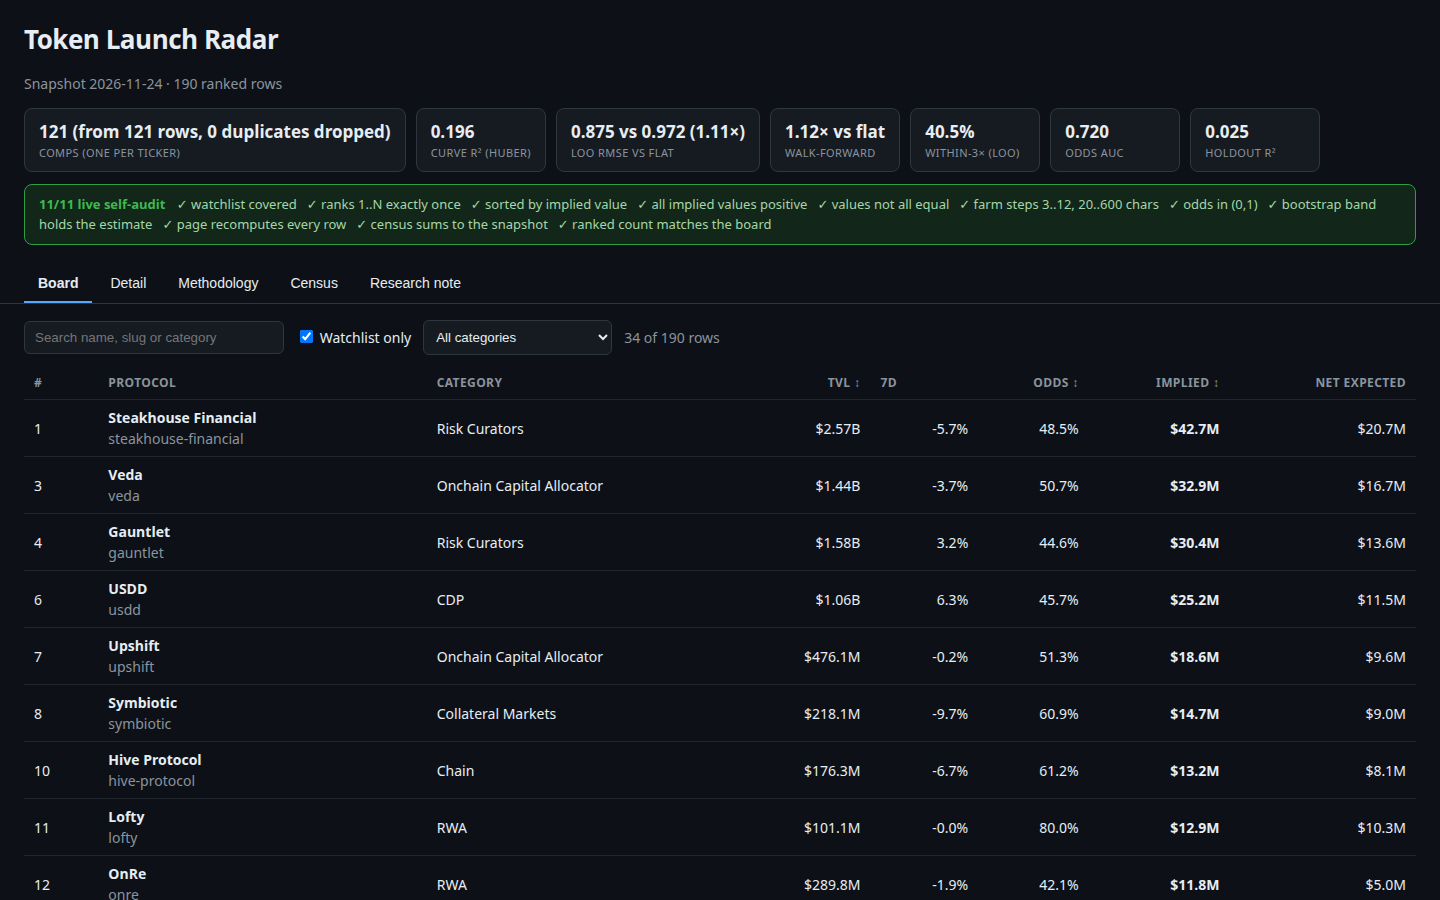 Token Launch Radar
Snapshot 2026-11-24 · 190 ranked rows
121 (from 121 rows, 0 duplicates dropped)
COMPS (ONE PER TICKER)
0.196
CURVE R² (HUBER)
0.875 vs 0.972 (1.11×)
LOO RMSE VS FLAT
1.12× vs flat
WALK-FORWARD
40.5%
WITHIN-3× (LOO)
0.720
ODDS AUC
0.025
HOLDOUT R²
11/11 live self-audit ✓ watchlist covered ✓ ranks 1..N exactly once ✓ sorted by implied value ✓ all implied values positive ✓ values not all equal ✓ farm steps 3..12, 20..600 chars ✓ odds in (0,1) ✓ bootstrap band
holds the estimate ✓ page recomputes every row ✓ census sums to the snapshot ✓ ranked count matches the board
Board Detail Methodology Census Research note
Search name, slug or category Watchlist only All categories 34 of 190 rows
# PROTOCOL CATEGORY TVL ↕ 7D ODDS ↕ IMPLIED ↕ NET EXPECTED
1 Steakhouse Financial Risk Curators $2.57B -5.7% 48.5% $42.7M $20.7M
steakhouse-financial
3 Veda Onchain Capital Allocator $1.44B -3.7% 50.7% $32.9M $16.7M
veda
4 Gauntlet Risk Curators $1.58B 3.2% 44.6% $30.4M $13.6M
gauntlet
6 USDD CDP $1.06B 6.3% 45.7% $25.2M $11.5M
usdd
7 Upshift Onchain Capital Allocator $476.1M -0.2% 51.3% $18.6M $9.6M
upshift
8 Symbiotic Collateral Markets $218.1M -9.7% 60.9% $14.7M $9.0M
symbiotic
10 Hive Protocol Chain $176.3M -6.7% 61.2% $13.2M $8.1M
hive-protocol
11 Lofty RWA $101.1M -0.0% 80.0% $12.9M $10.3M
lofty
12 OnRe RWA $289.8M -1.9% 42.1% $11.8M $5.0M
onre